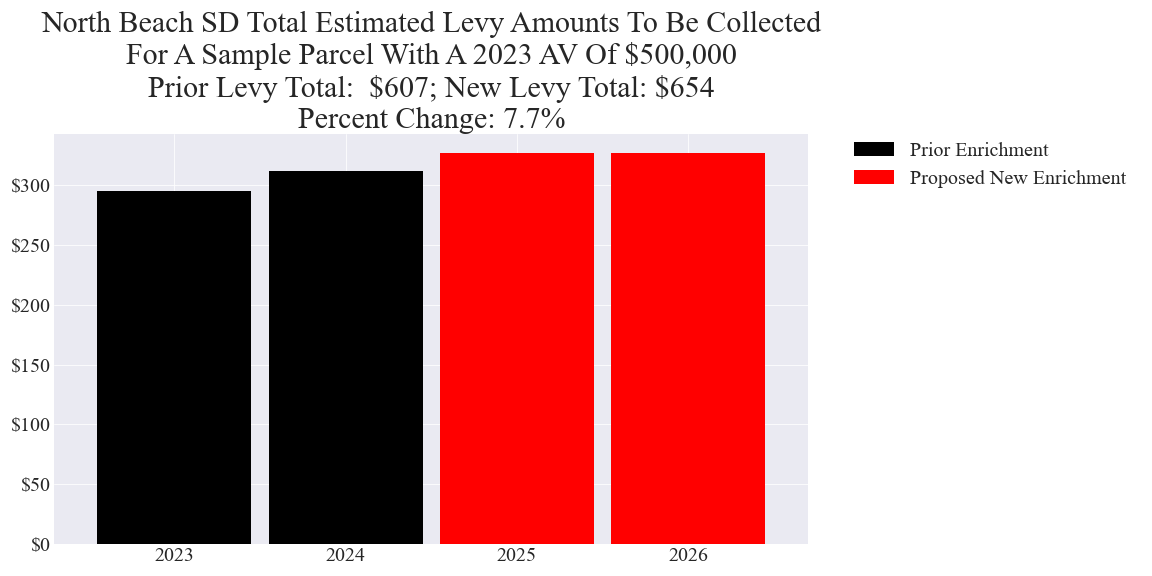 North Beach SD Total Estimated Levy Amounts To Be Collected
For A Sample Parcel With A 2023 AV Of $500,000
Prior Levy Total:  $607; New Levy Total: $654
Percent Change: 7.7%
Prior Enrichment
Proposed New Enrichment
$300
$250
$200
$150
$100
$50
$0
2023 2024 2025 2026